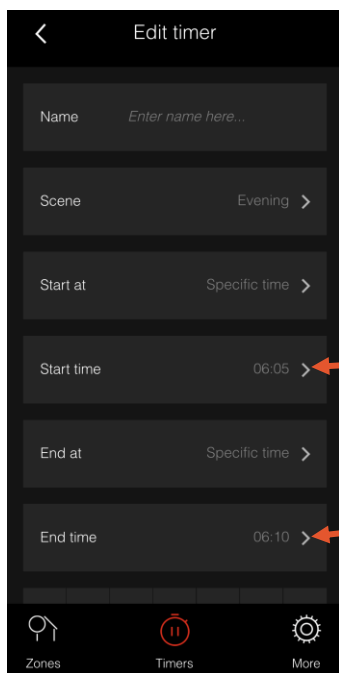 Edit timer
Name Enter name here...
Scene Evening
Start at Specific time
Start time 06:05
End at Specific time
End time 06:10
Zones Timers More